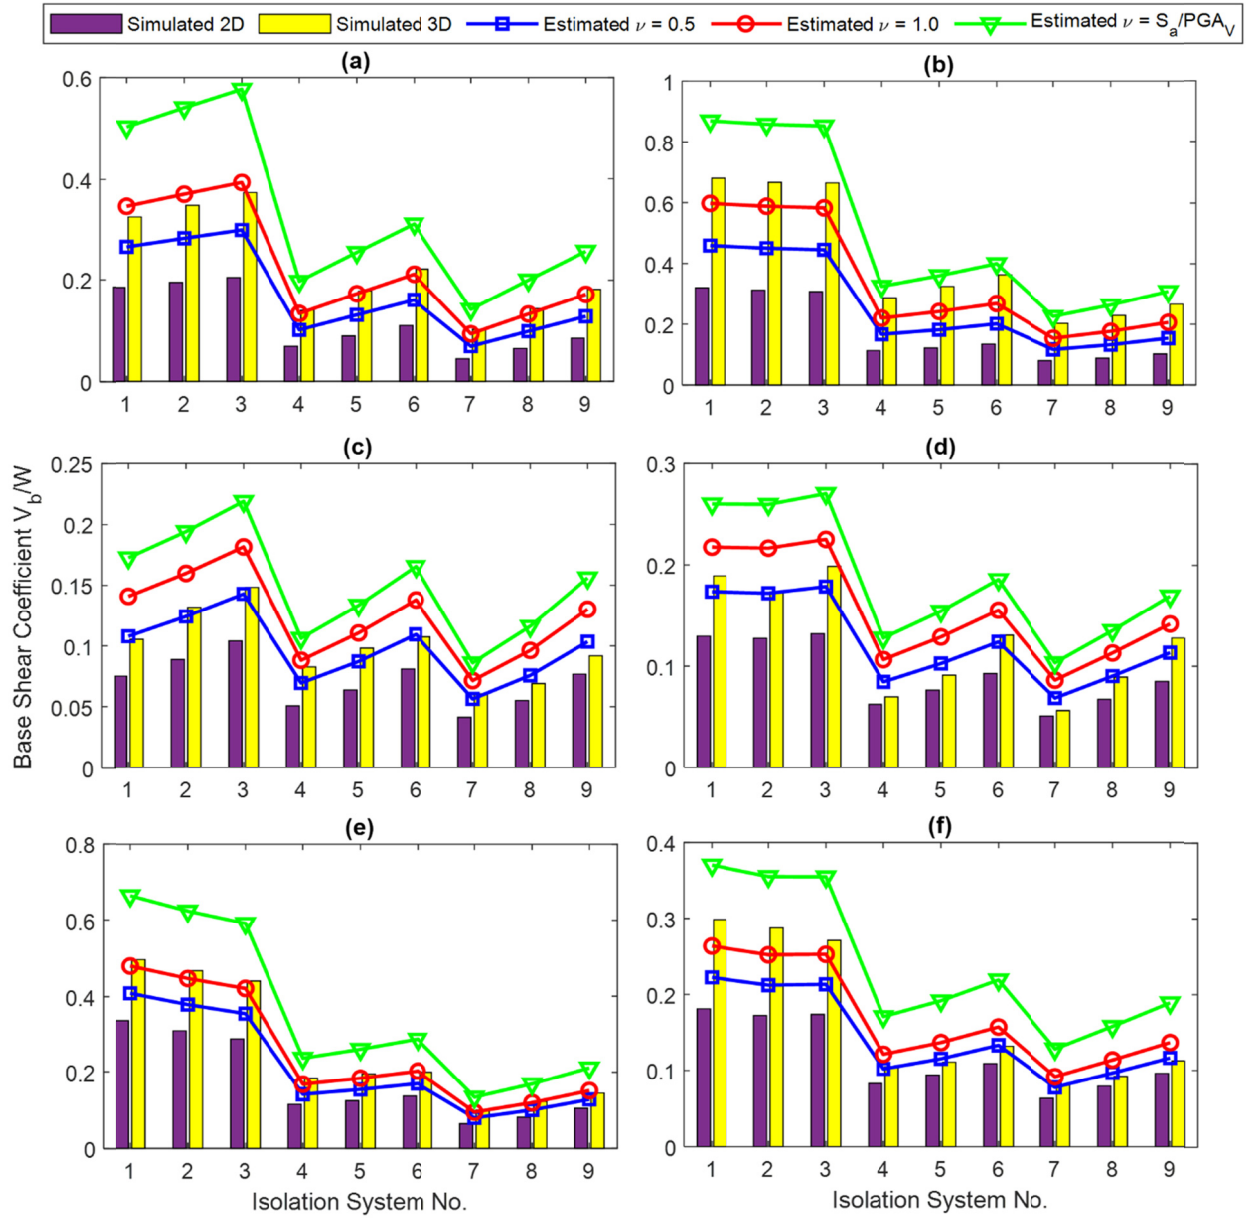 Simulated 2D Simulated 3D Estimated ν = 0.5 Estimated ν = 1.0 Estimated ν = Sa/PGAV
(a) (b)
0.6
0.4
0.2
0
1 2 3 4 5 6 7 8 9
1
0.8
0.6
0.4
0.2
0
1 2 3 4 5 6 7 8 9
Base Shear Coefficient Vb/W
(c) (d)
0.25
0.2
0.15
0.1
0.05
0
1 2 3 4 5 6 7 8 9
0.3
0.2
0.1
0
1 2 3 4 5 6 7 8 9
(e) (f)
0.8
0.6
0.4
0.2
0
1 2 3 4 5 6 7 8 9
Isolation System No.
0.4
0.3
0.2
0.1
0
1 2 3 4 5 6 7 8 9
Isolation System No.